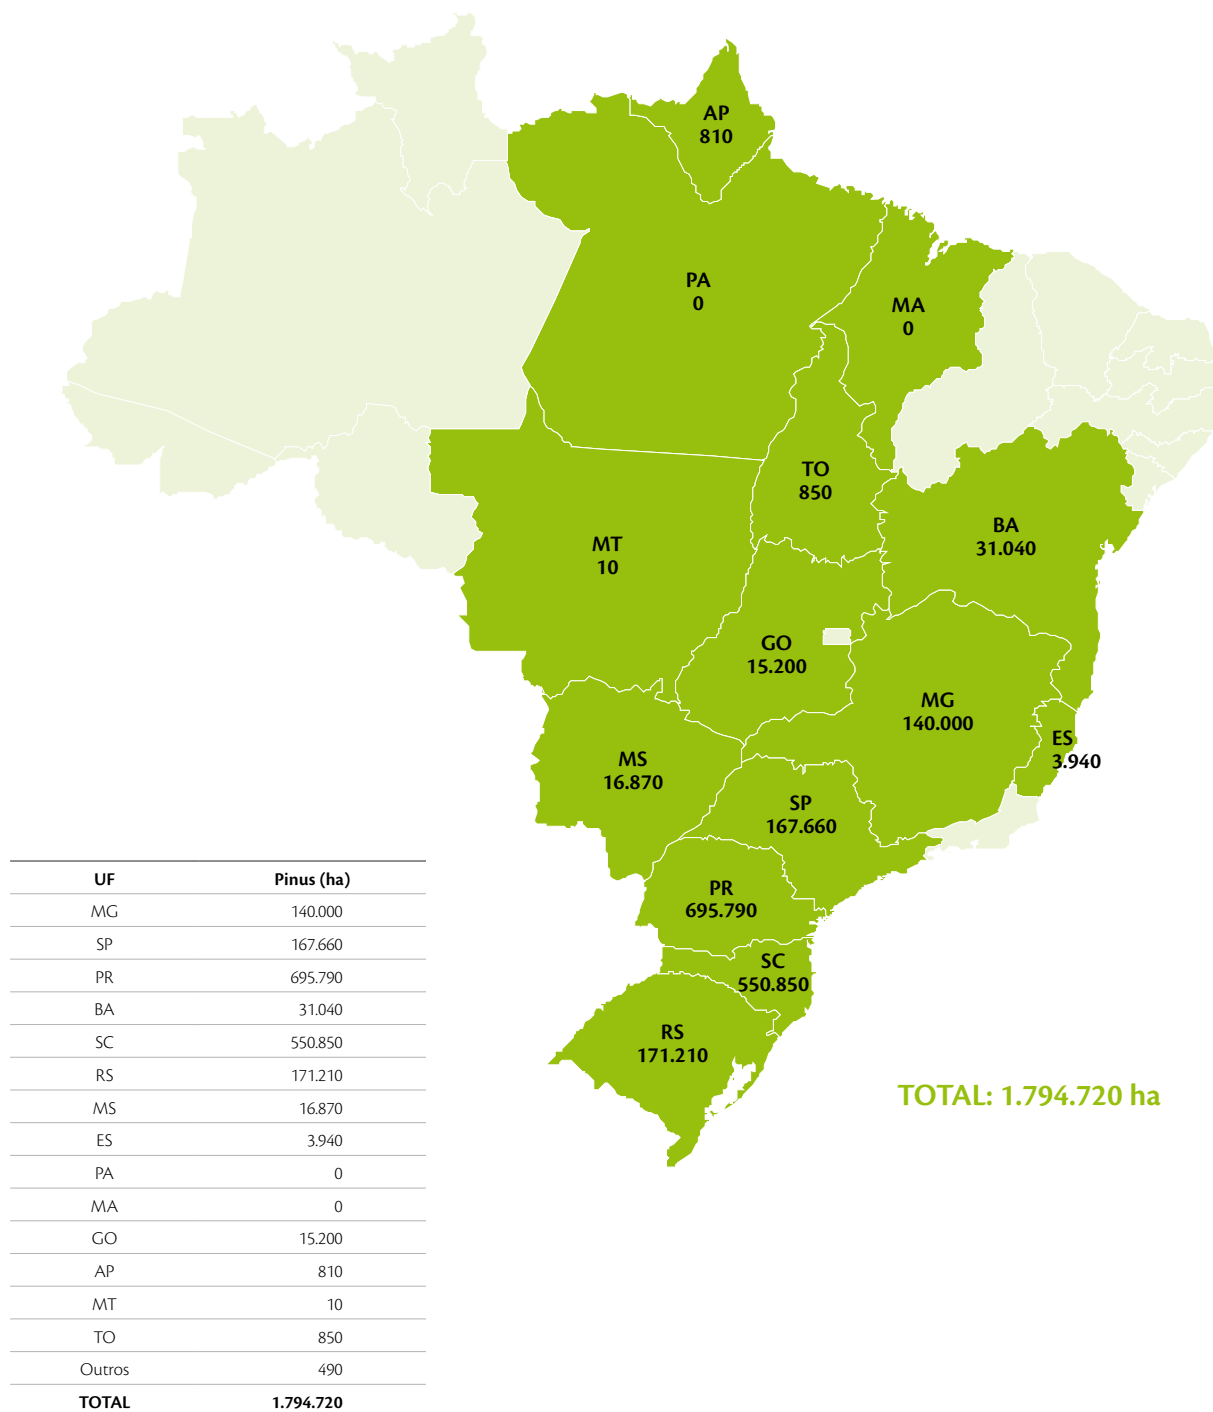 AP
810
PA
0
MA
0
TO
850
BA
31.040
MT
10
GO
15.200
MG
140.000
ES
3.940
MS
16.870
SP
167.660
PR
695.790
SC
550.850
RS
171.210
TOTAL: 1.794.720 ha
UF Pinus (ha)
MG 140.000
SP 167.660
PR 695.790
BA 31.040
SC 550.850
RS 171.210
MS 16.870
ES 3.940
PA 0
MA 0
GO 15.200
AP 810
MT 10
TO 850
Outros 490
TOTAL 1.794.720